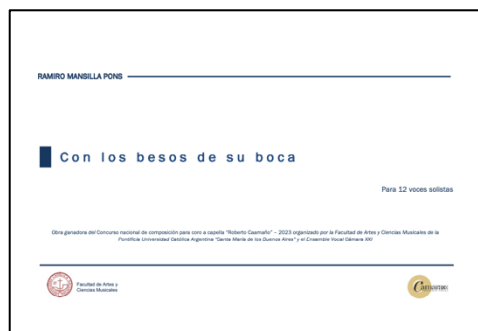 RAMIRO MANSILLA PONS
Con los besos de su boca
Para 12 voces solistas
Obra ganadora del Concurso nacional de composición para coro a capella "Roberto Caamaño" – 2023 organizado por la Facultad de Artes y Ciencias Musicales de la
Pontificia Universidad Católica Argentina "Santa María de los Buenos Aires" y el Ensamble Vocal Cámara XXI
Facultad de Artes y
Ciencias Musicales
Cámara XXI